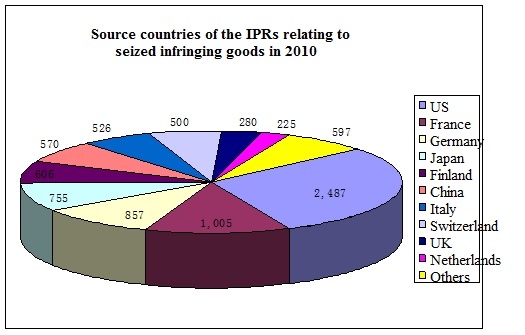 Source countries of the IPRs relating to
seized infringing goods in 2010
500
280
225
526
597
570
606
2,487
755
857
1,005
US
France
Germany
Japan
Finland
China
Italy
Switzerland
UK
Netherlands
Others